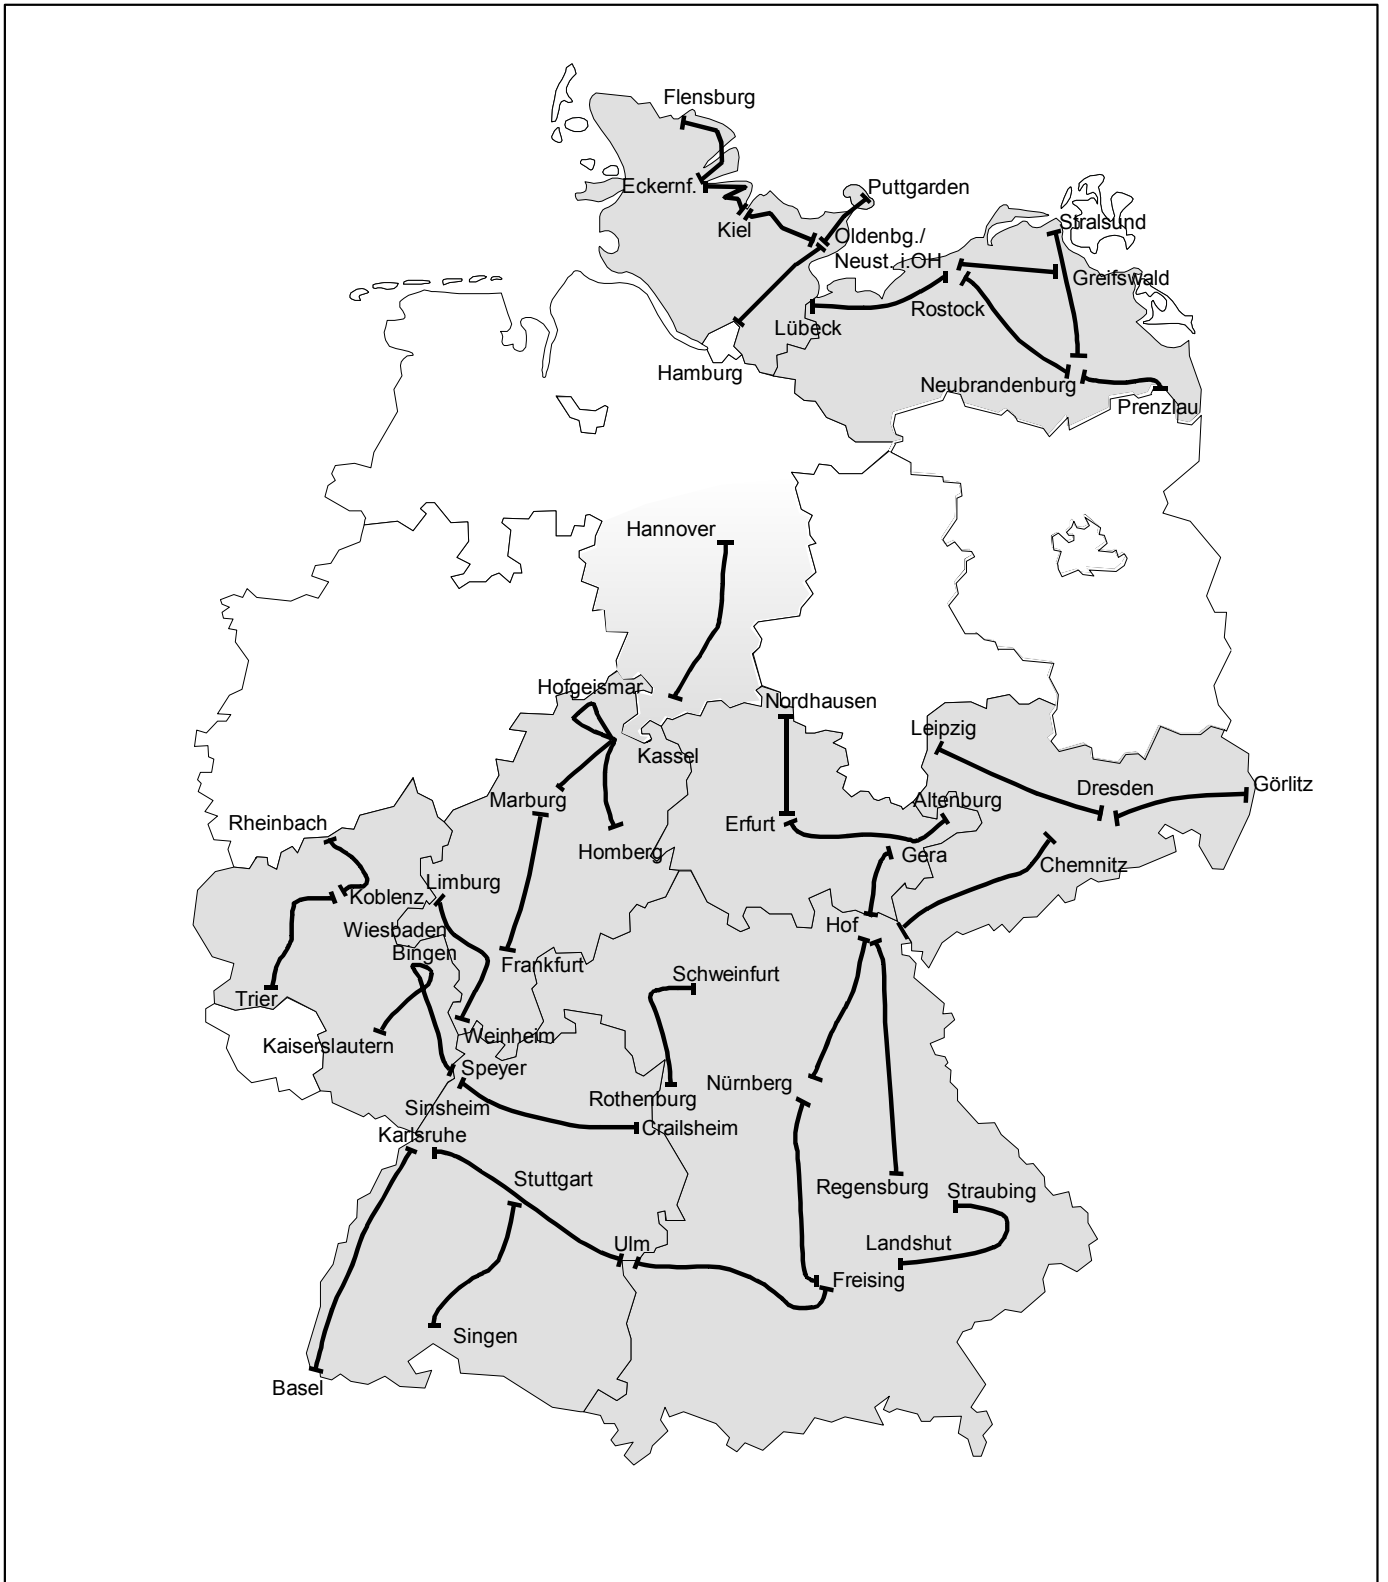 Flensburg
Eckernf.
Puttgarden
Kiel
Oldenbg./
Neust. i.OH
Stralsund
Greifswald
Rostock
Lübeck
Hamburg
Neubrandenburg
Prenzlau
Hannover
Hofgeismar
Nordhausen
Kassel
Leipzig
Dresden
Görlitz
Marburg
Altenburg
Rheinbach
Erfurt
Homberg
Gera
Chemnitz
Limburg
Koblenz
Wiesbaden
Hof
Bingen
Frankfurt
Schweinfurt
Trier
Weinheim
Kaiserslautern
Speyer
Nürnberg
Rothenburg
Sinsheim
Crailsheim
Karlsruhe
Stuttgart
Regensburg
Straubing
Ulm
Landshut
Freising
Singen
Basel